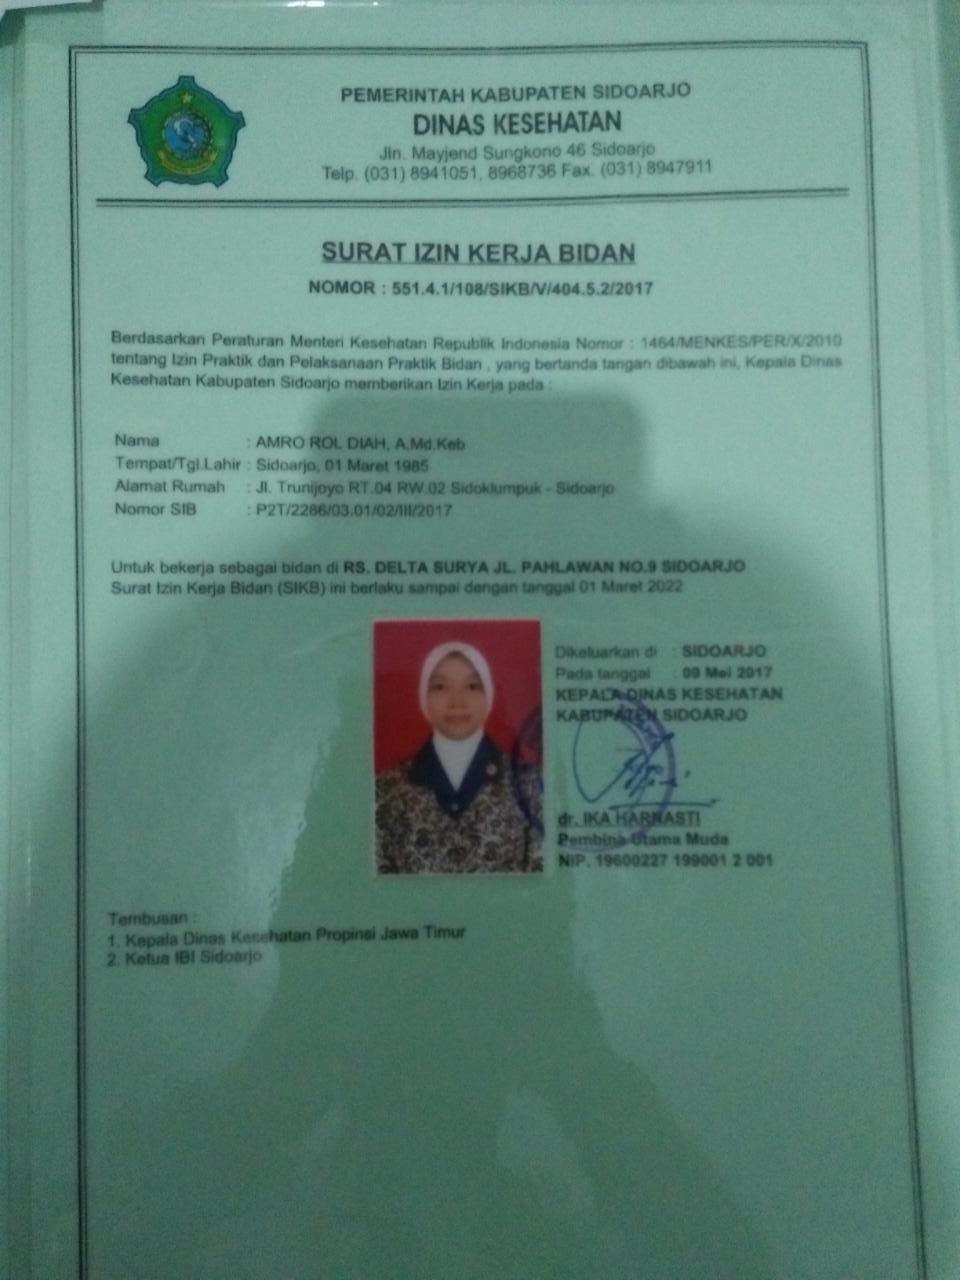 PEMERINTAH KABUPATEN SIDOARJO
DINAS KESEHATAN
Jln. Mayjend Sungkono 46 Sidoarjo
Telp. (031) 8941051, 8968736 Fax. (031) 8947911
SURAT IZIN KERJA BIDAN
NOMOR : 551.4.1/108/SIKB/V/404.5.2/2017
Berdasarkan Peraturan Menteri Kesehatan Republik Indonesia Nomor : 1464/MENKES/PER/X/2010
tentang Izin Praktik dan Pelaksanaan Praktik Bidan , yang bertanda tangan dibawah ini, Kepala Dinas
Kesehatan Kabupaten Sidoarjo memberikan Izin Kerja pada :
Nama : AMRO ROL DIAH, A.Md.Keb
Tempat/Tgl.Lahir : Sidoarjo, 01 Maret 1985
Alamat Rumah : Jl. Trunijoyo RT.04 RW.02 Sidoklumpuk - Sidoarjo
Nomor SIB : P2T/2286/03.01/02/III/2017
Untuk bekerja sebagai bidan di RS. DELTA SURYA JL. PAHLAWAN NO.9 SIDOARJO
Surat Izin Kerja Bidan (SIKB) ini berlaku sampai dengan tanggal 01 Maret 2022
Dikeluarkan di : SIDOARJO
Pada tanggal : 09 Mei 2017
KEPALA DINAS KESEHATAN
KABUPATEN SIDOARJO
dr. IKA HARNASTI
Pembina Utama Muda
NIP. 19600227 199001 2 001
Tembusan :
1. Kepala Dinas Kesehatan Propinsi Jawa Timur
2. Ketua IBI Sidoarjo